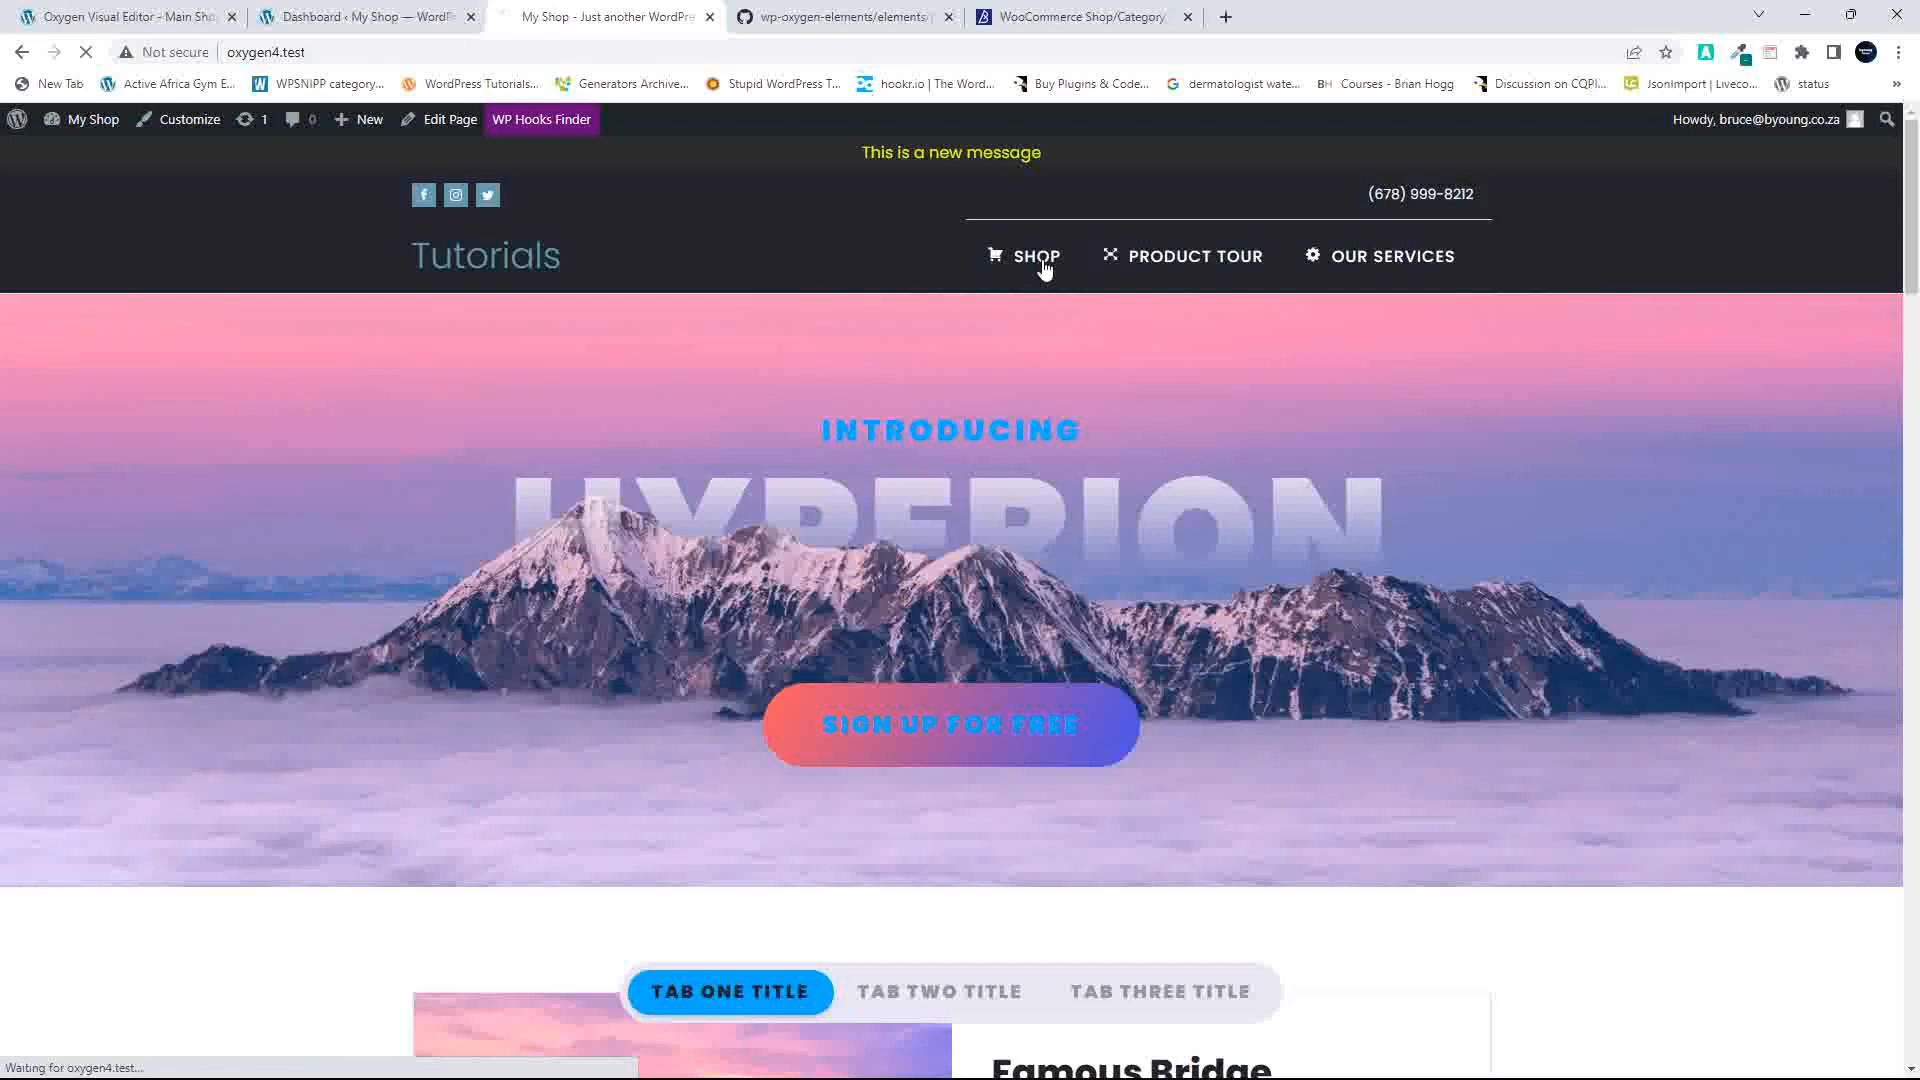 Oxygen Visual Editor - Main Sho
Dashboard ‹ My Shop — WordPr
My Shop - Just another WordPre
wp-oxygen-elements/elements/
WooCommerce Shop/Category
Not secure
oxygen4.test
New Tab
Active Africa Gym E...
WPSNIPP category...
WordPress Tutorials...
Generators Archive...
Stupid WordPress T...
hookr.io | The Word...
Buy Plugins & Code...
dermatologist wate...
BH Courses - Brian Hogg
Discussion on CQPI...
JsonImport | Liveco...
status
»
My Shop
Customize
1
0
New
Edit Page
WP Hooks Finder
Howdy, bruce@byoung.co.za
This is a new message
(678) 999-8212
Tutorials
SHOP
PRODUCT TOUR
OUR SERVICES
INTRODUCING
HYPERION
SIGN UP FOR FREE
TAB ONE TITLE
TAB TWO TITLE
TAB THREE TITLE
Famous Bridge
Waiting for oxygen4.test...